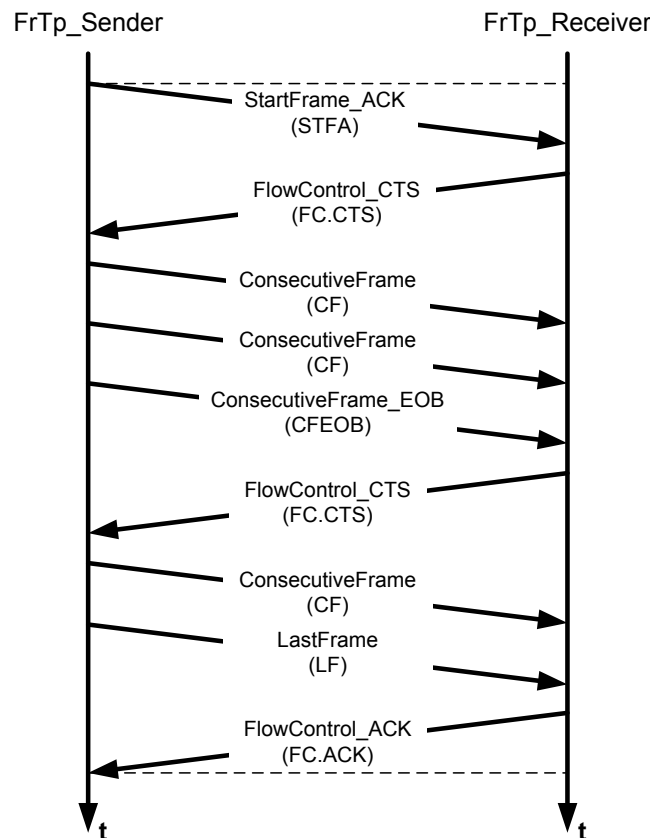 FrTp_Sender
FrTp_Receiver
StartFrame_ACK
(STFA)
FlowControl_CTS
(FC.CTS)
ConsecutiveFrame
(CF)
ConsecutiveFrame
(CF)
ConsecutiveFrame_EOB
(CFEOB)
FlowControl_CTS
(FC.CTS)
ConsecutiveFrame
(CF)
LastFrame
(LF)
FlowControl_ACK
(FC.ACK)
t
t